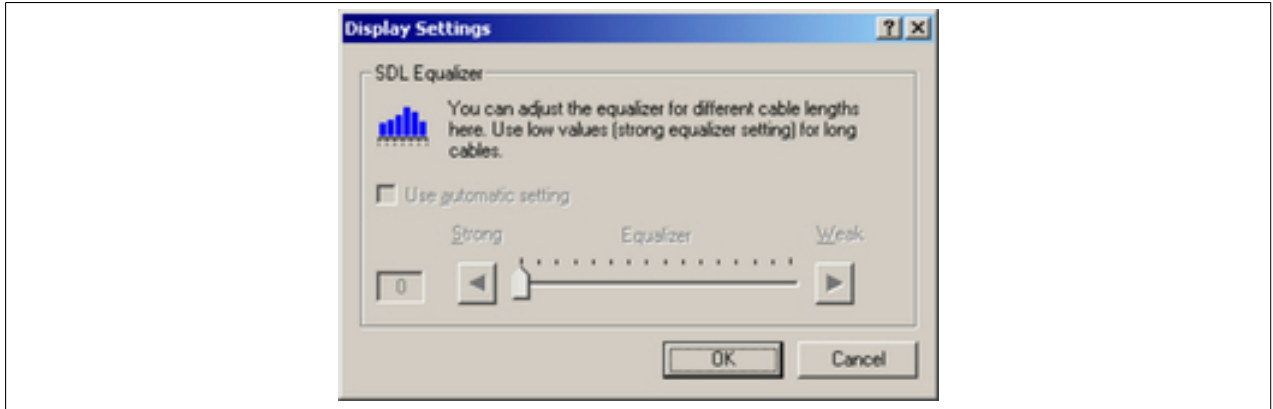 Display Settings
SDL Equalizer
You can adjust the equalizer for different cable lengths
here. Use low values (strong equalizer setting) for long
cables.
Use automatic setting
Strong Equalizer Weak
0
OK Cancel